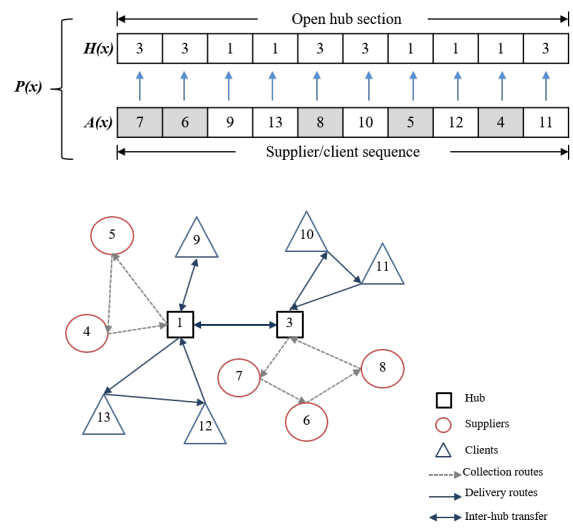 Open hub section
H(x) 3 3 1 1 3 3 1 1 1 3
P(x)
A(x) 7 6 9 13 8 10 5 12 4 11
Supplier/client sequence
5
9
10
11
4
1
3
7
8
6
13
12
Hub
Suppliers
Clients
Collection routes
Delivery routes
Inter-hub transfer